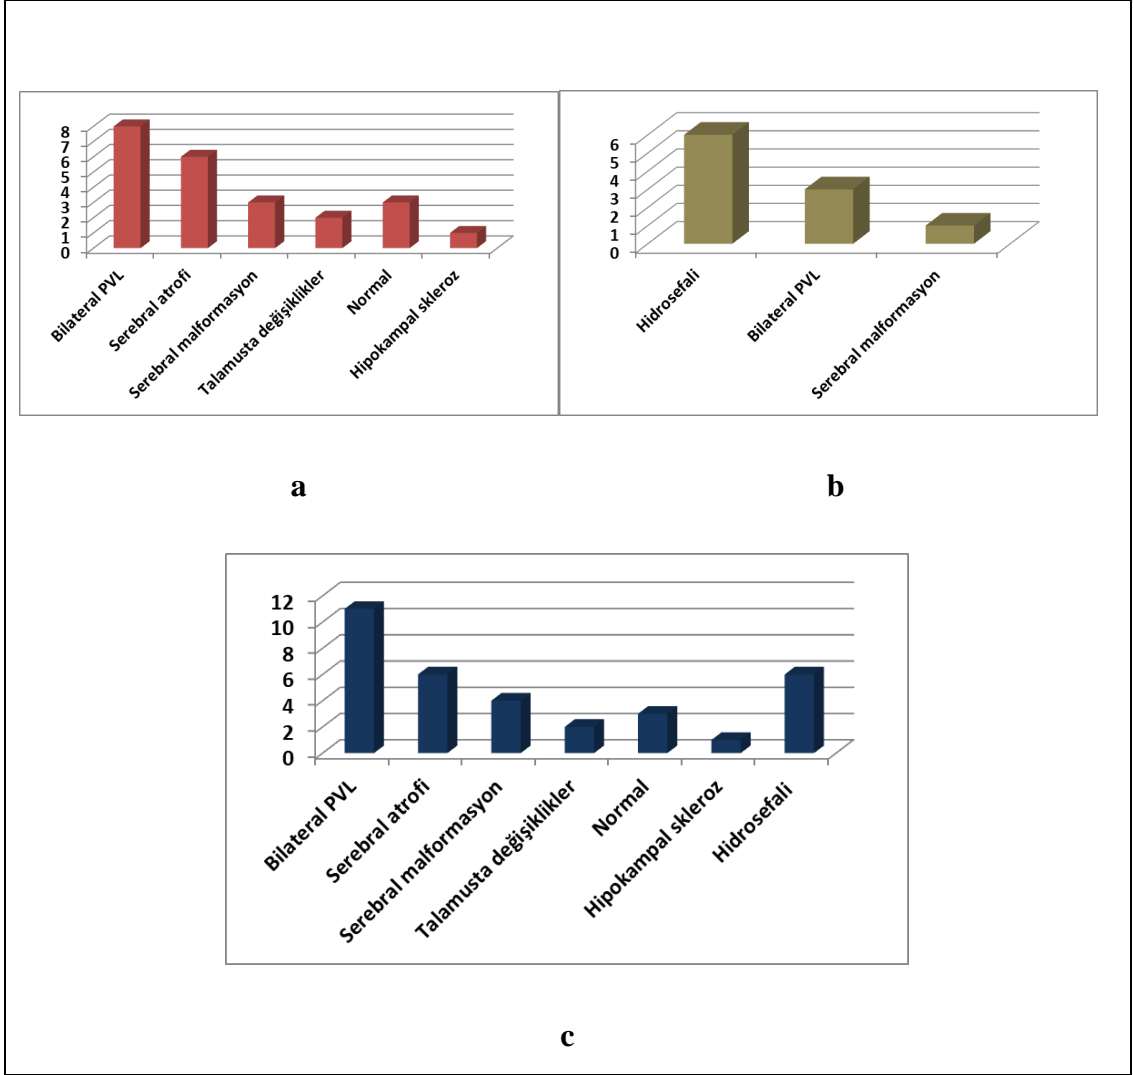 8
7
6
5
4
3
2
1
0
Bilateral PVL
Serebral atrofi
Serebral malformasyon
Talamusta değişiklikler
Normal
Hipokampal skleroz
6
5
4
3
2
1
0
Hidrosefali
Bilateral PVL
Serebral malformasyon
a
b
12
10
8
6
4
2
0
Bilateral PVL
Serebral atrofi
Serebral malformasyon
Talamusta değişiklikler
Normal
Hipokampal skleroz
Hidrosefali
c